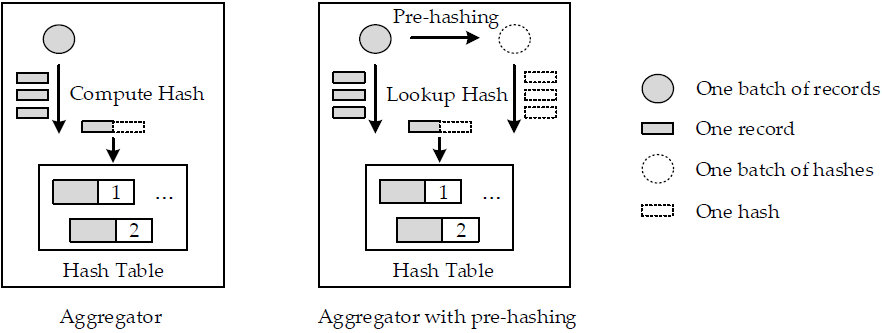 Compute Hash
1 ...
2
Hash Table
Aggregator
Pre-hashing
Lookup Hash
1 ...
2
Hash Table
Aggregator with pre-hashing
One batch of records
One record
One batch of hashes
One hash